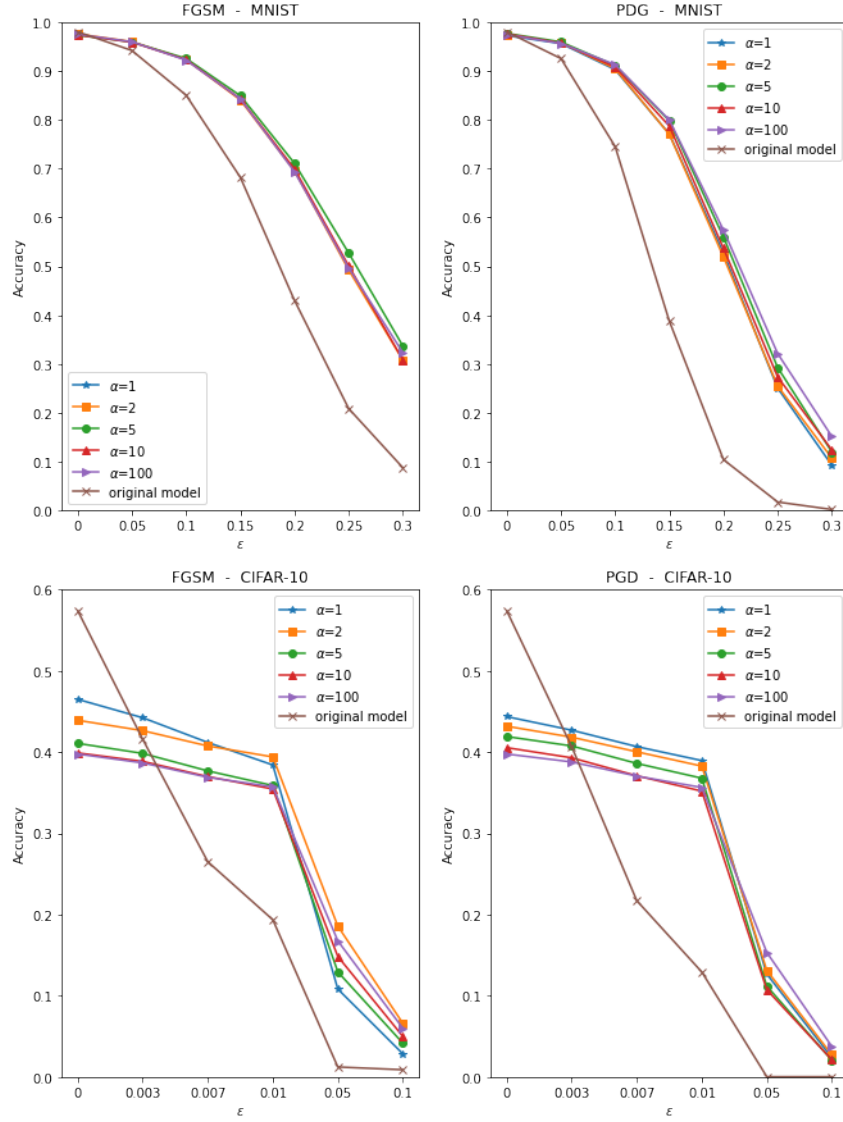 FGSM - MNIST
1.0
0.9
0.8
0.7
0.6
0.5
0.4
0.3
0.2
0.1
0.0
Accuracy
0 0.05 0.1 0.15 0.2 0.25 0.3
ε
α=1
α=2
α=5
α=10
α=100
original model
PDG - MNIST
1.0
0.9
0.8
0.7
0.6
0.5
0.4
0.3
0.2
0.1
0.0
Accuracy
0 0.05 0.1 0.15 0.2 0.25 0.3
ε
α=1
α=2
α=5
α=10
α=100
original model
FGSM - CIFAR-10
0.6
0.5
0.4
0.3
0.2
0.1
0.0
Accuracy
0 0.003 0.007 0.01 0.05 0.1
ε
α=1
α=2
α=5
α=10
α=100
original model
PGD - CIFAR-10
0.6
0.5
0.4
0.3
0.2
0.1
0.0
Accuracy
0 0.003 0.007 0.01 0.05 0.1
ε
α=1
α=2
α=5
α=10
α=100
original model